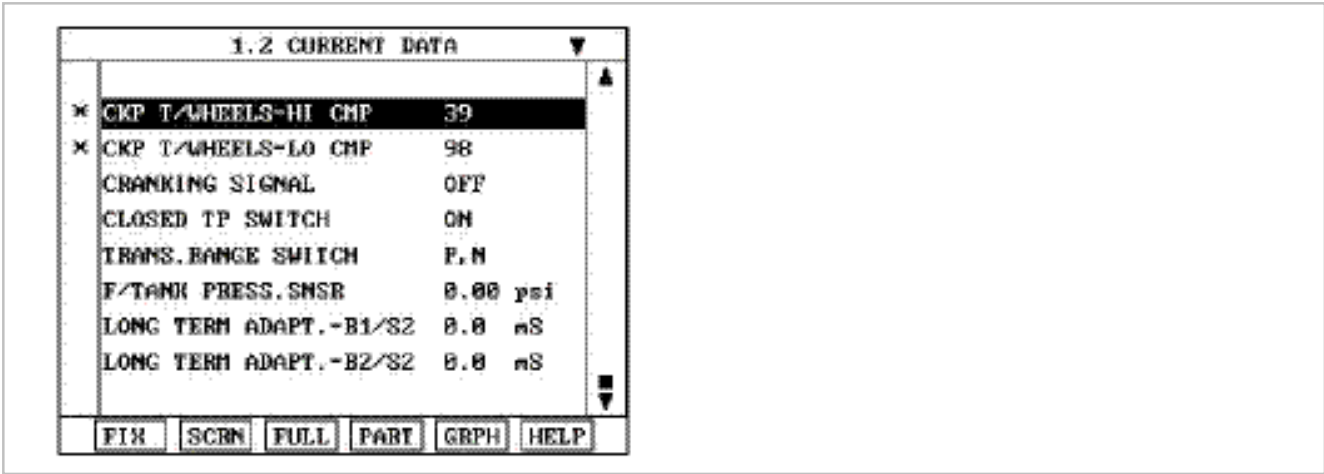 1.2 CURRENT DATA ▼
* CKP T/WHEELS-HI CMP 39
* CKP T/WHEELS-LO CMP 98
CRANKING SIGNAL OFF
CLOSED TP SWITCH ON
TRANS.RANGE SWITCH P,N
F/TANK PRESS.SNSR 0.00 psi
LONG TERM ADAPT.-B1/S2 0.0 mS
LONG TERM ADAPT.-B2/S2 0.0 mS
FIX SCRN FULL PART GRPH HELP